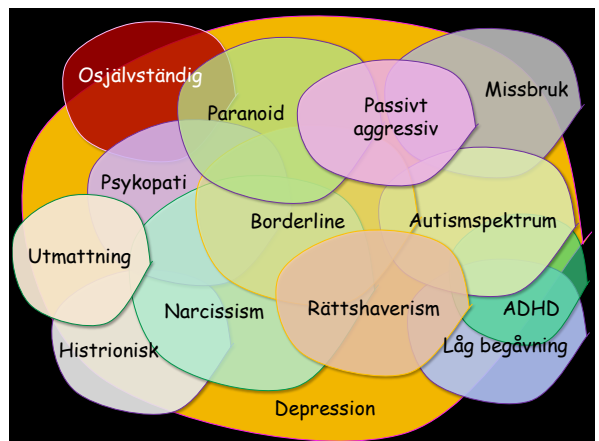 Osjälvständig
Missbruk
Paranoid
Passivt
aggressiv
Psykopati
Borderline
Autismspektrum
Utmattning
Narcissism
Rättshaverism
ADHD
Histrionisk
Låg begåvning
Depression